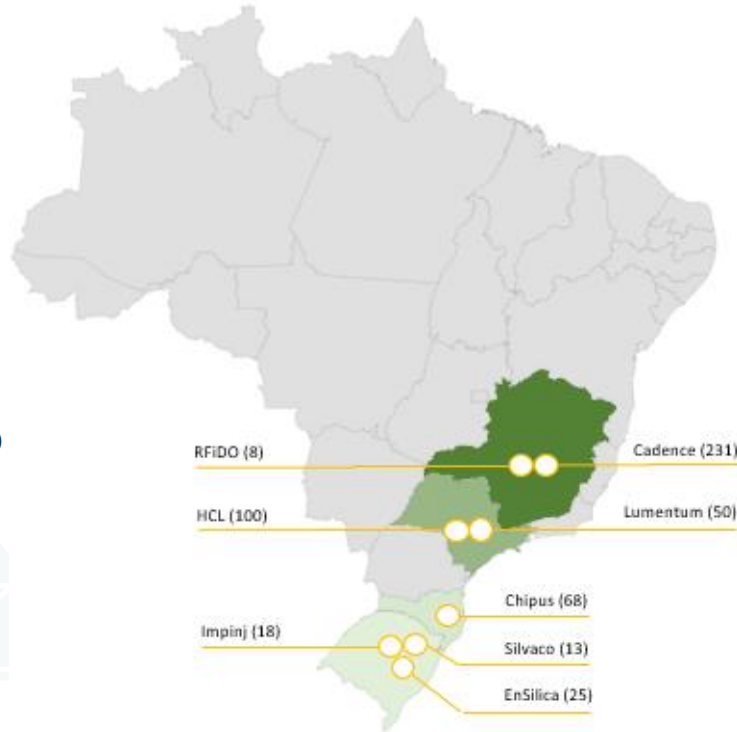 RFiDO (8)
Cadence (231)
HCL (100)
Lumentum (50)
Chipus (68)
Impinj (18)
Silvaco (13)
EnSilica (25)